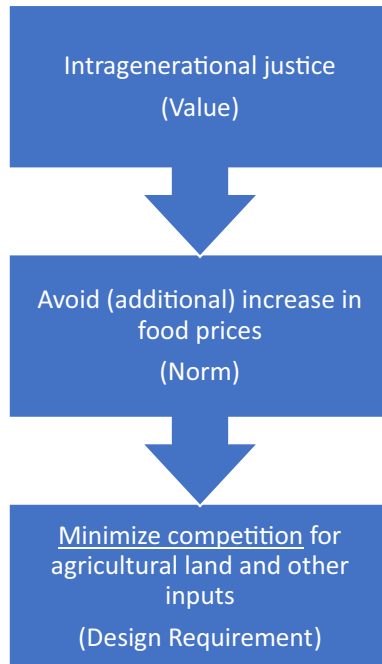 Intragenerational justice
(Value)
Avoid (additional) increase in
food prices
(Norm)
Minimize competition for
agricultural land and other
inputs
(Design Requirement)